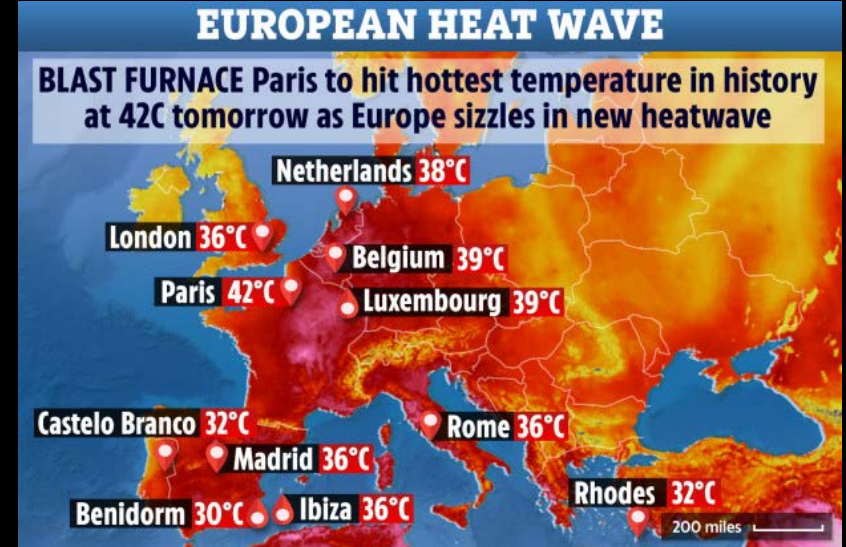 EUROPEAN HEAT WAVE
BLAST FURNACE Paris to hit hottest temperature in history
at 42C tomorrow as Europe sizzles in new heatwave
Netherlands 38°C
London 36°C
Belgium 39°C
Paris 42°C
Luxembourg 39°C
Castelo Branco 32°C
Rome 36°C
Madrid 36°C
Rhodes 32°C
Benidorm 30°C
Ibiza 36°C
200 miles